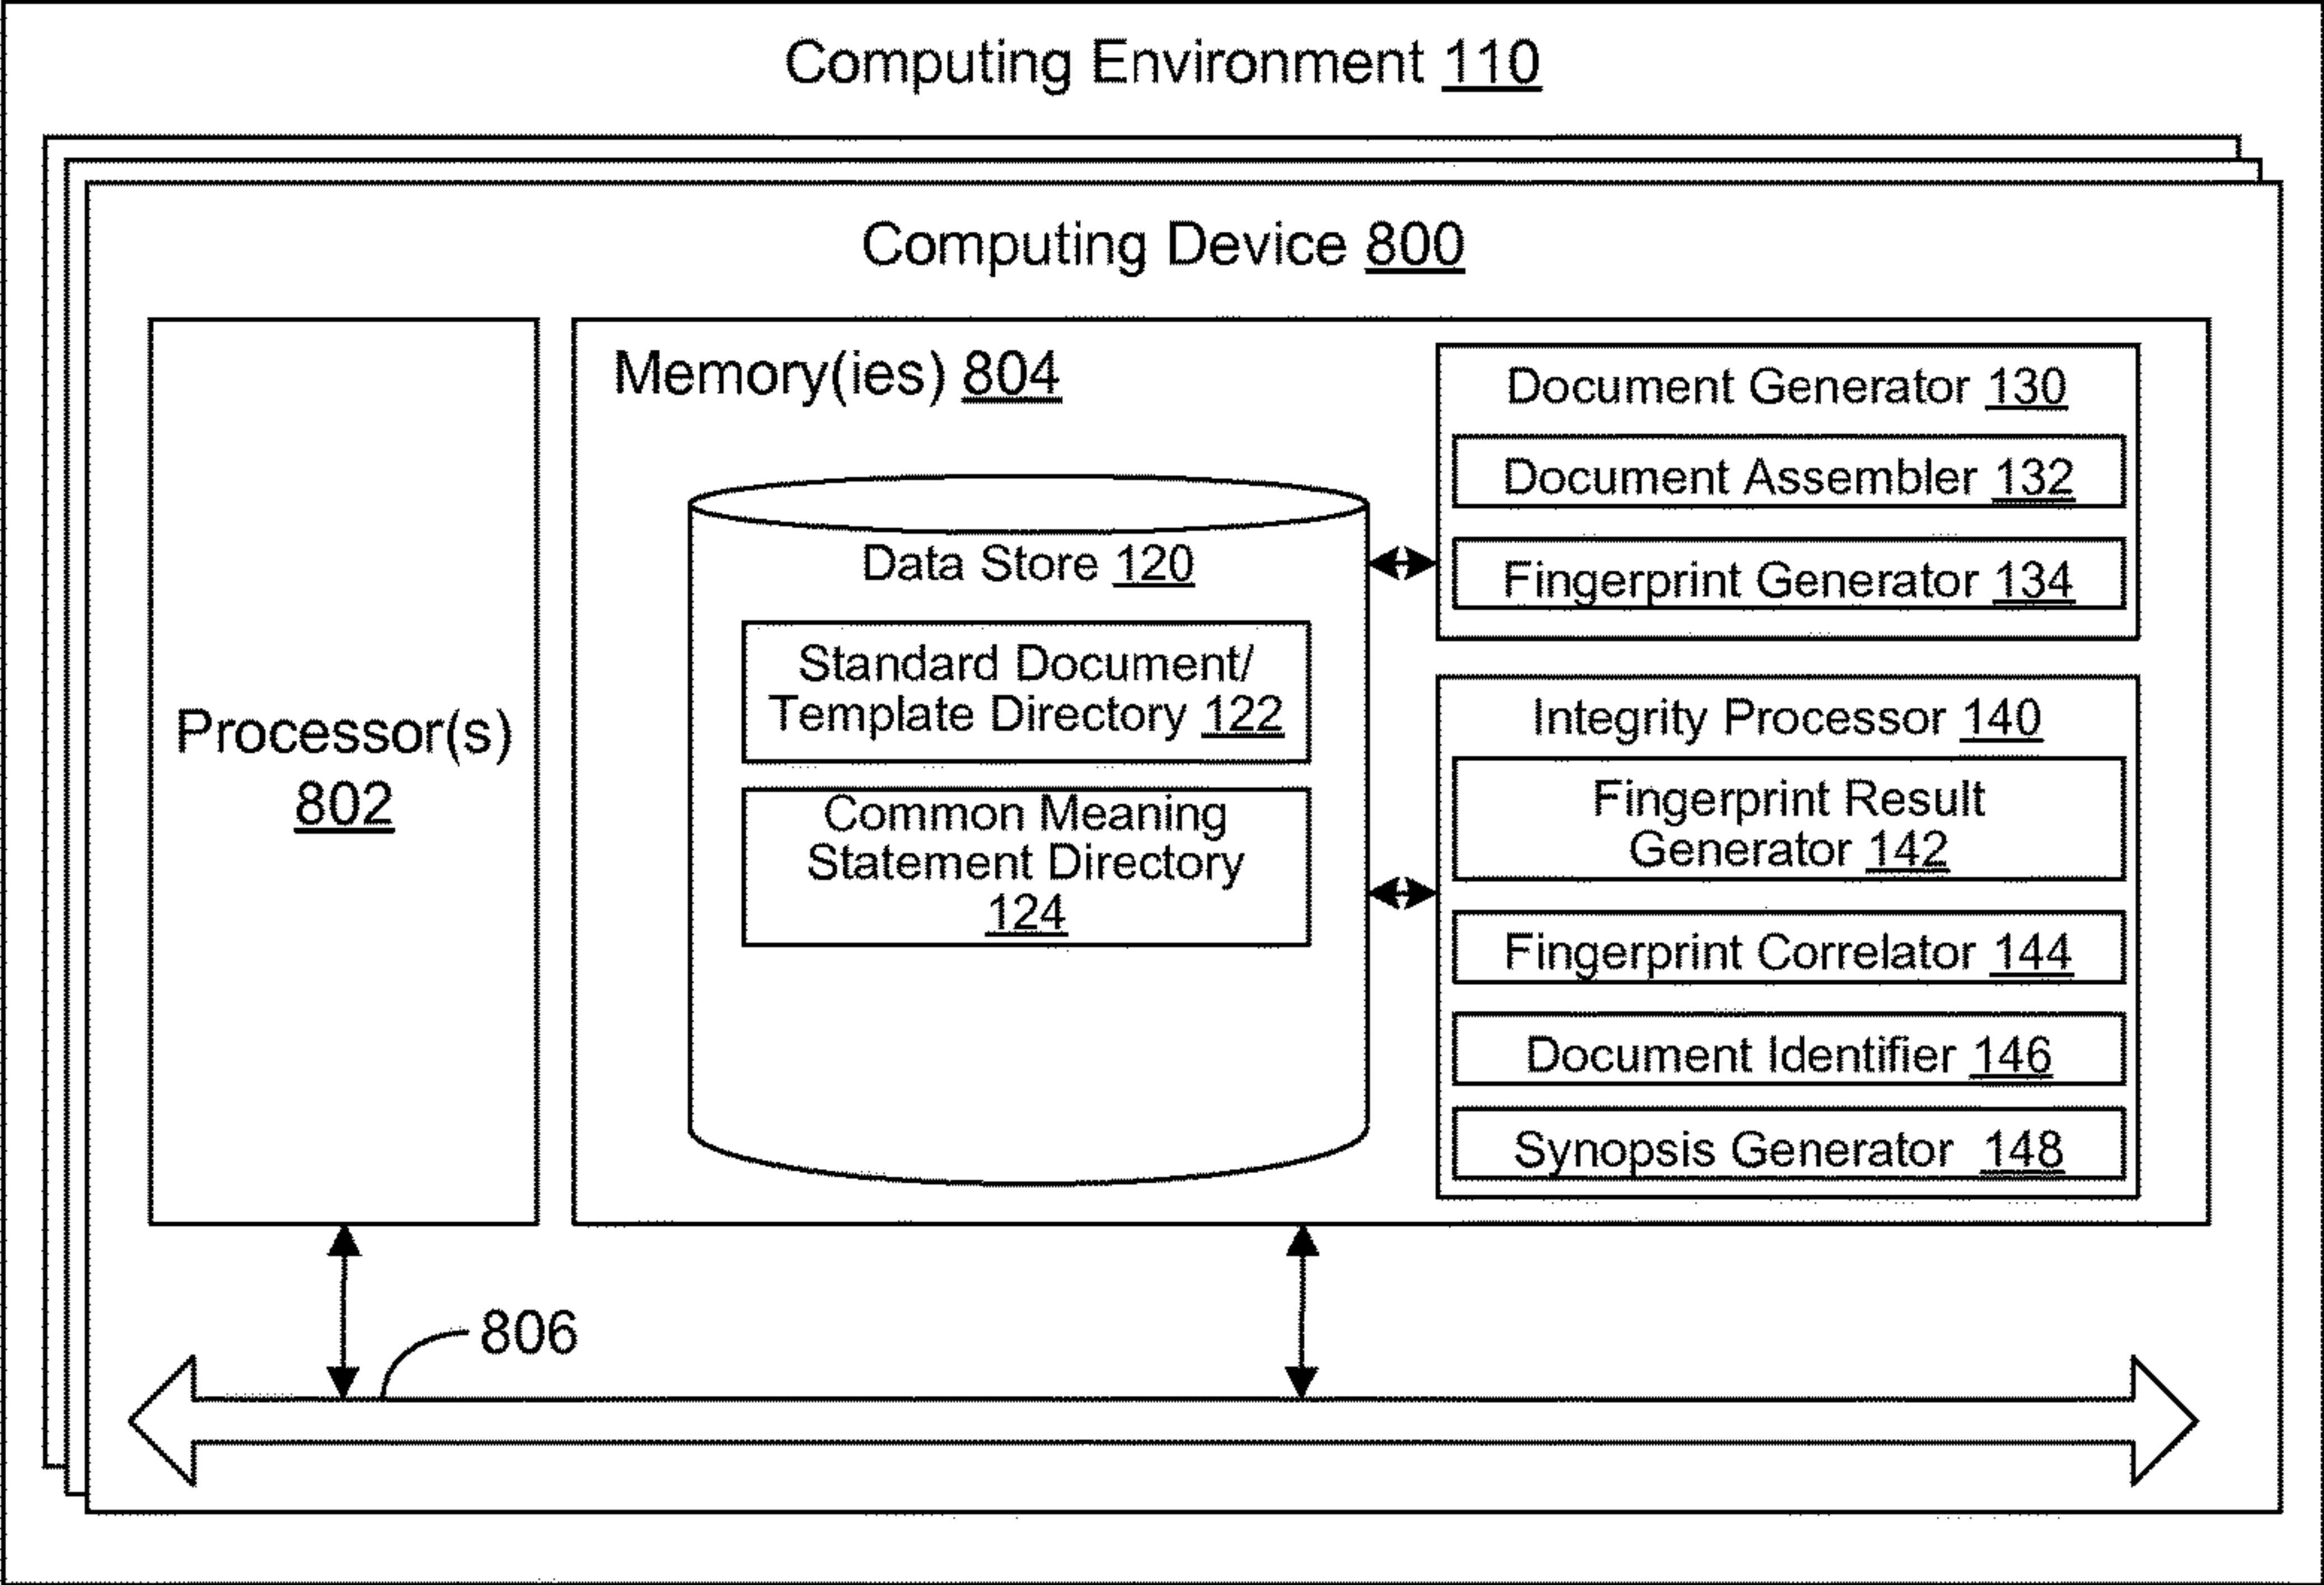 Computing Environment 110
Computing Device 800
Processor(s)
802
Memory(ies) 804
Data Store 120
Standard Document/
Template Directory 122
Common Meaning
Statement Directory
124
Document Generator 130
Document Assembler 132
Fingerprint Generator 134
Integrity Processor 140
Fingerprint Result
Generator 142
Fingerprint Correlator 144
Document Identifier 146
Synopsis Generator 148
806